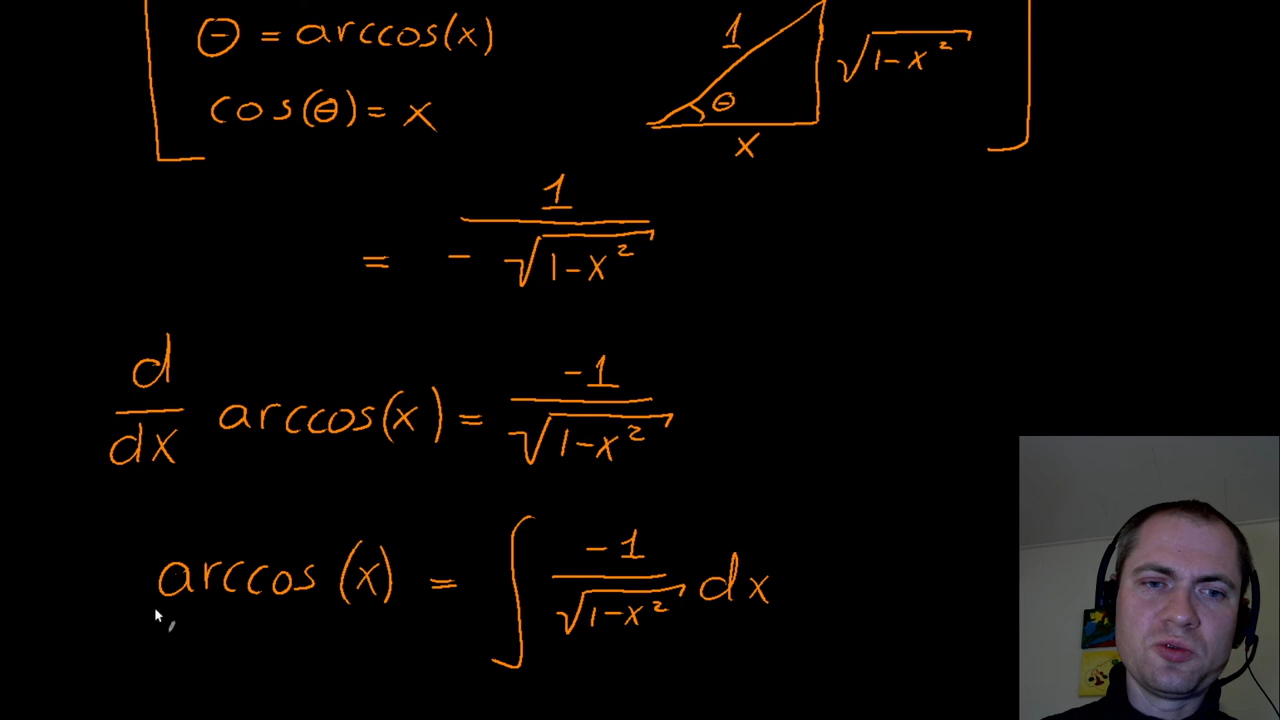 θ = arccos(x)
cos(θ) = x
1
θ
x
√(1-x²)
= - 1/√(1-x²)
d/dx arccos(x) = -1/√(1-x²)
arccos(x) = ∫ -1/√(1-x²) dx